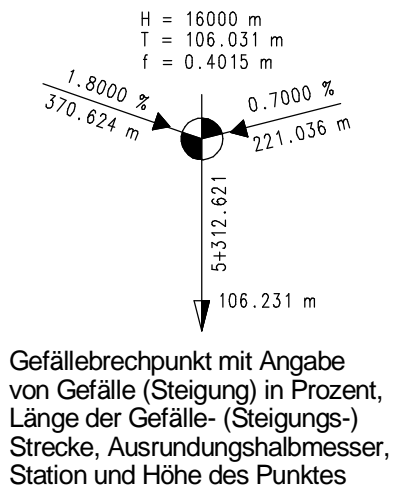 H = 16000 m
T = 106.031 m
f = 0.4015 m
1.8000 %
370.624 m
0.7000 %
221.036 m
5+312.621
106.231 m
Gefällebrechpunkt mit Angabe
von Gefälle (Steigung) in Prozent,
Länge der Gefälle- (Steigungs-)
Strecke, Ausrundungshalbmesser,
Station und Höhe des Punktes